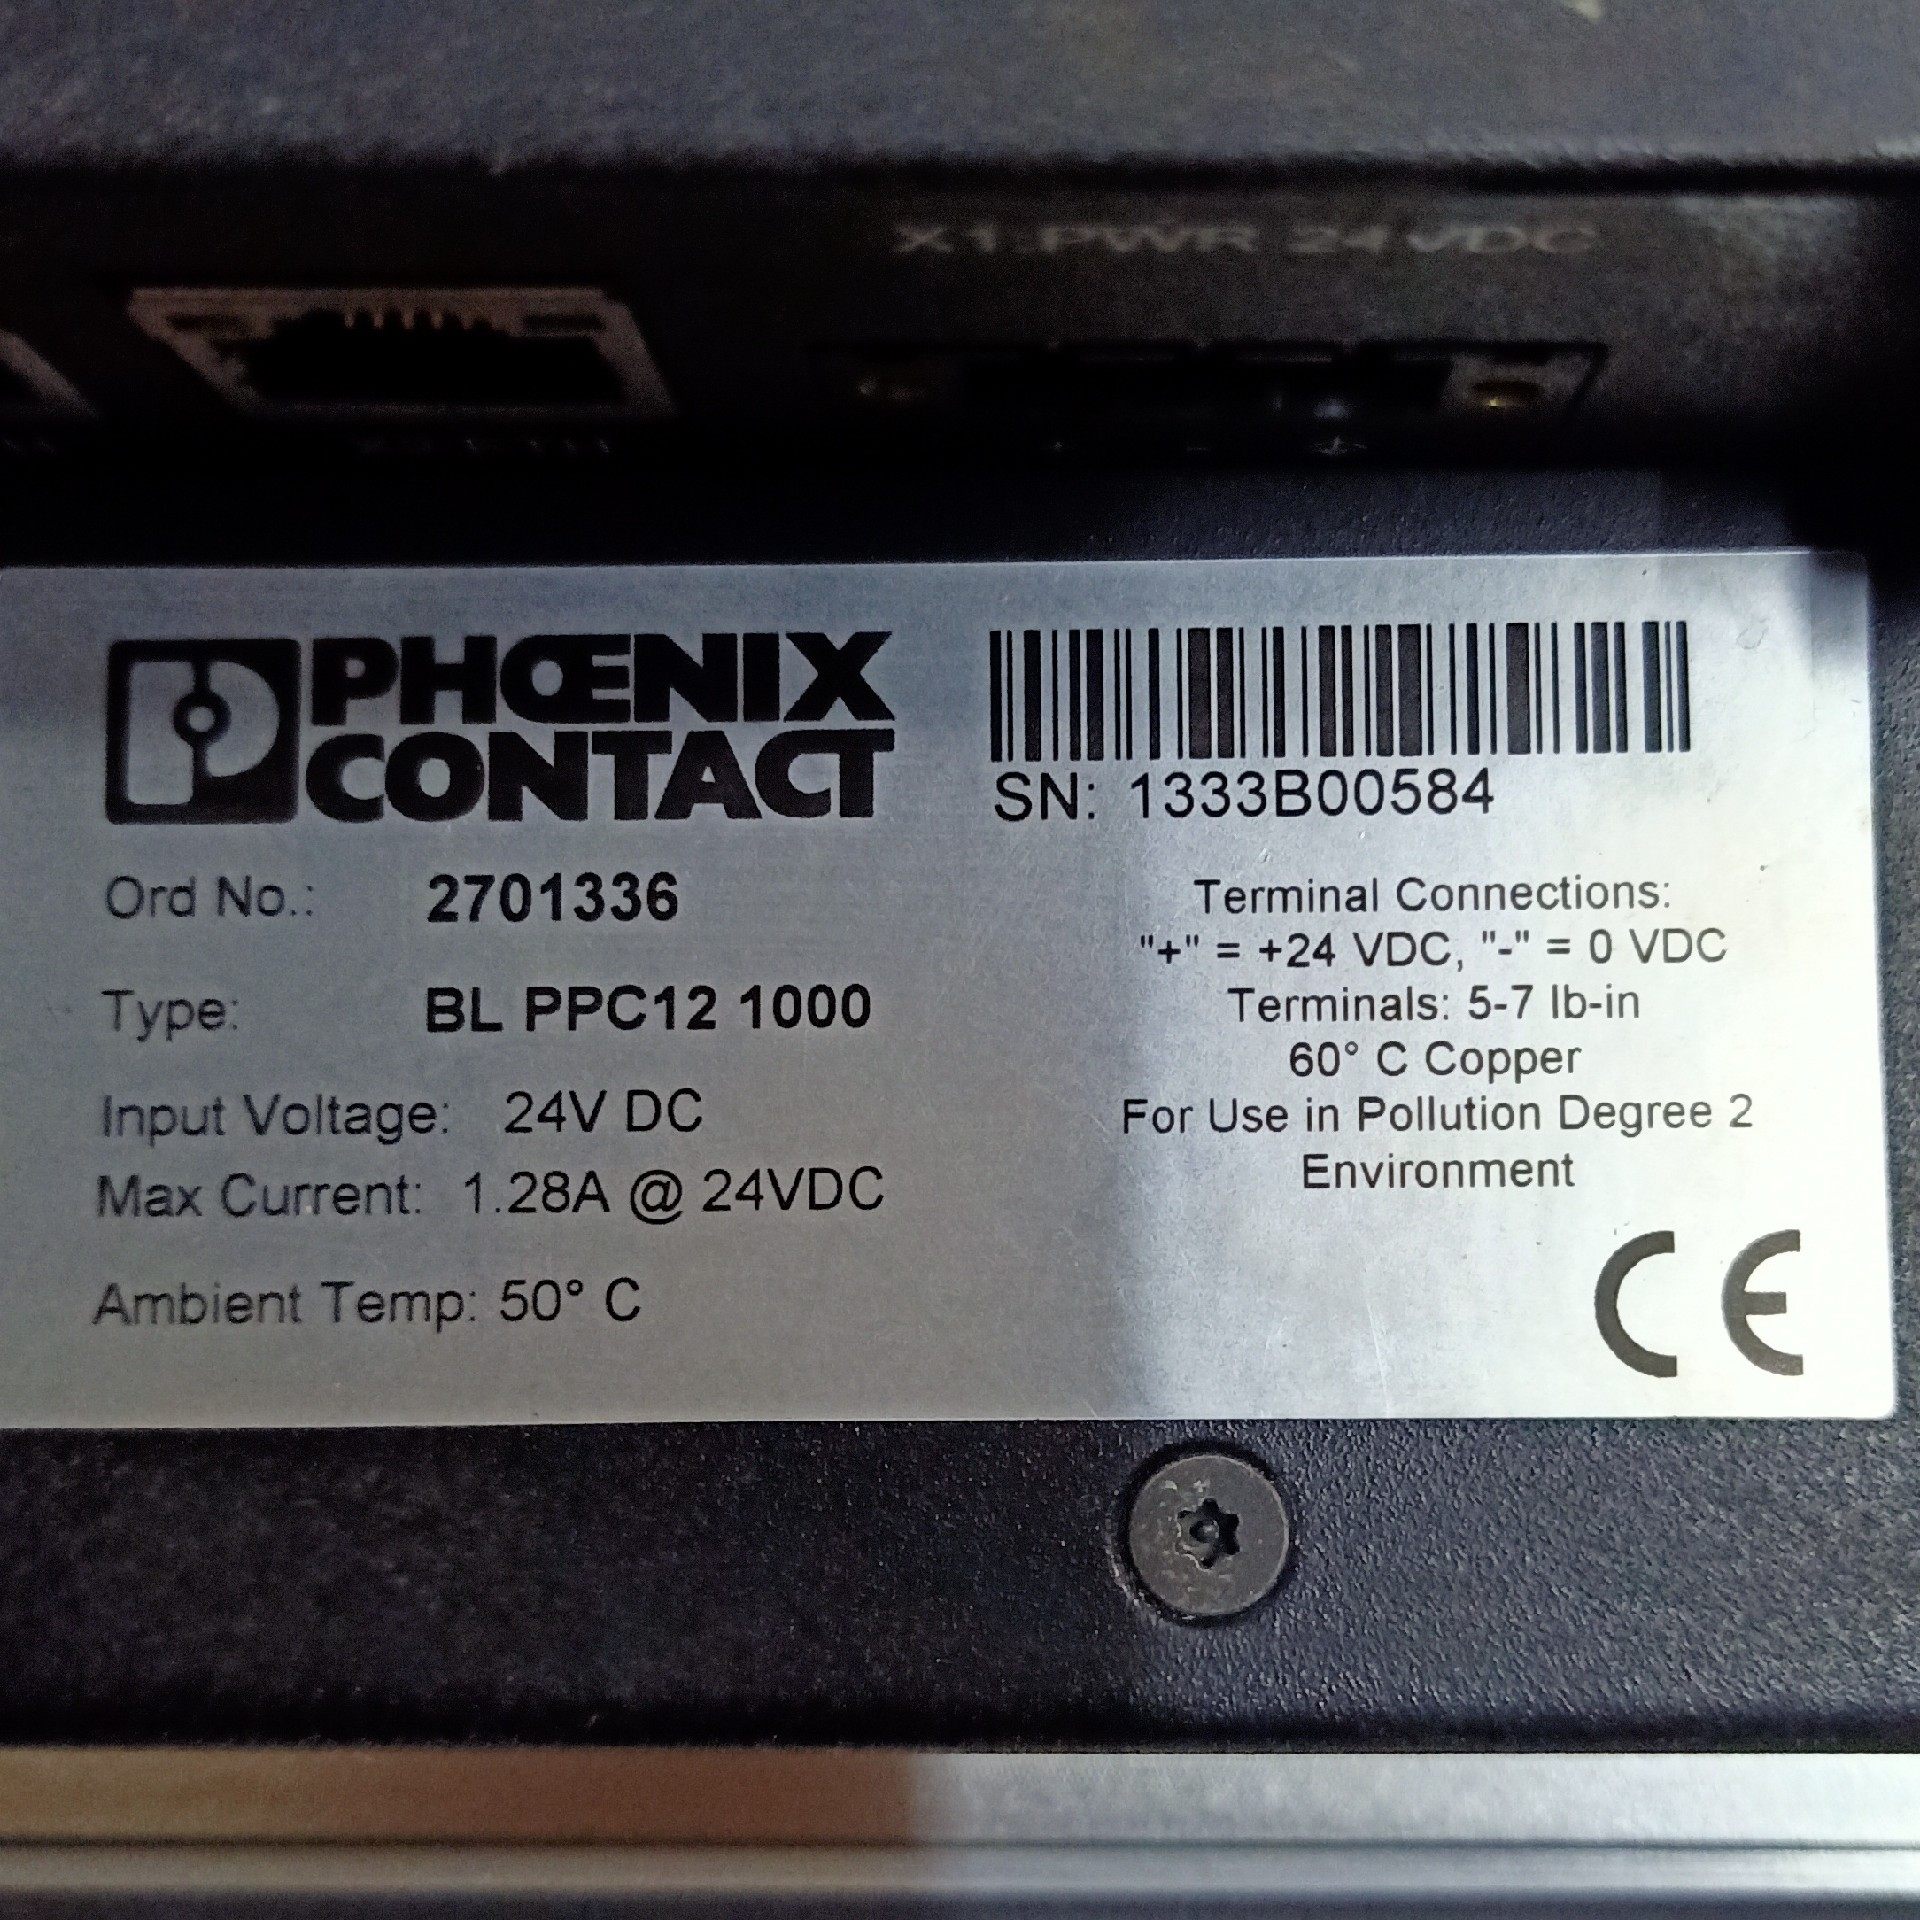 X1 PWR 24 VDC
PHŒNIX
CONTACT
SN: 1333B00584
Ord No.: 2701336
Type: BL PPC12 1000
Input Voltage: 24V DC
Max Current: 1.28A @ 24VDC
Ambient Temp: 50° C
Terminal Connections:
"+" = +24 VDC, "-" = 0 VDC
Terminals: 5-7 lb-in
60° C Copper
For Use in Pollution Degree 2
Environment
CE